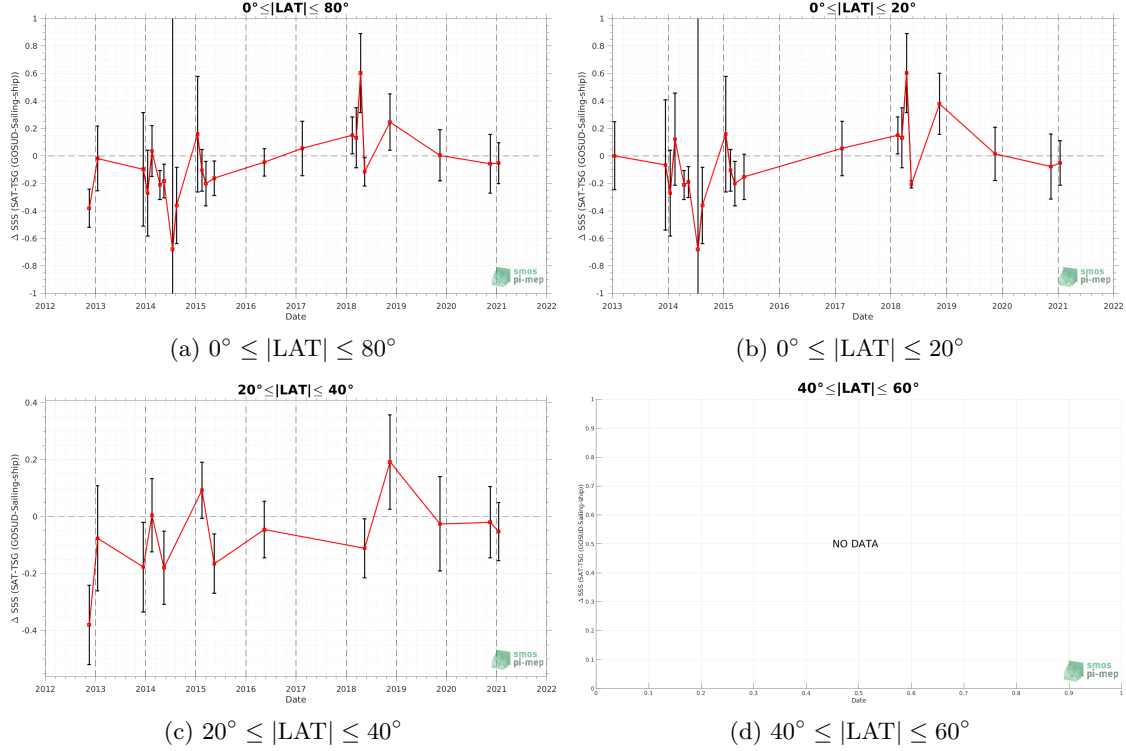 0°≤|LAT|≤ 80°
Δ SSS (SAT-TSG (GOSUD-Sailing-ship))
1
0.8
0.6
0.4
0.2
0
-0.2
-0.4
-0.6
-0.8
-1
2012 2013 2014 2015 2016 2017 2018 2019 2020 2021 2022
Date
smos
pi-mep
(a) 0° ≤ |LAT| ≤ 80°
0°≤|LAT|≤ 20°
Δ SSS (SAT-TSG (GOSUD-Sailing-ship))
1
0.8
0.6
0.4
0.2
0
-0.2
-0.4
-0.6
-0.8
-1
2013 2014 2015 2016 2017 2018 2019 2020 2021 2022
Date
smos
pi-mep
(b) 0° ≤ |LAT| ≤ 20°
20°≤|LAT|≤ 40°
Δ SSS (SAT-TSG (GOSUD-Sailing-ship))
0.4
0.2
0
-0.2
-0.4
2012 2013 2014 2015 2016 2017 2018 2019 2020 2021 2022
Date
smos
pi-mep
(c) 20° ≤ |LAT| ≤ 40°
40°≤|LAT|≤ 60°
Δ SSS (SAT-TSG (GOSUD-Sailing-ship))
1
0.9
0.8
0.7
0.6
0.5
0.4
0.3
0.2
0.1
0
NO DATA
0 0.1 0.2 0.3 0.4 0.5 0.6 0.7 0.8 0.9 1
Date
smos
pi-mep
(d) 40° ≤ |LAT| ≤ 60°